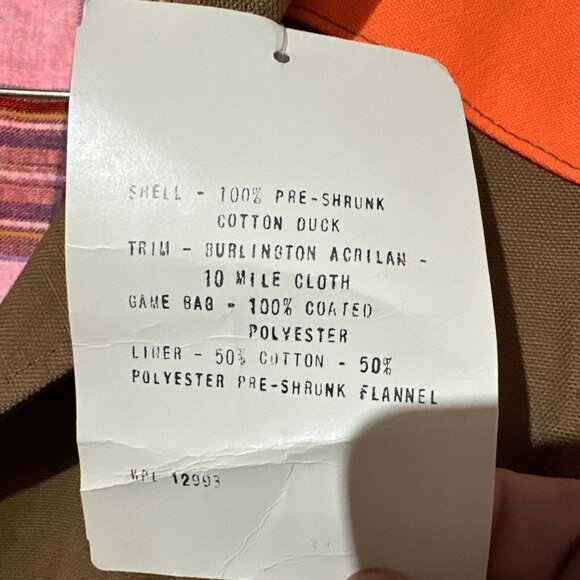 SHELL - 100% PRE-SHRUNK
COTTON DUCK
TRIM - BURLINGTON ACRILAN -
10 MILE CLOTH
GAME BAG - 100% COATED
POLYESTER
LINER - 50% COTTON - 50%
POLYESTER PRE-SHRUNK FLANNEL
WPL 12993